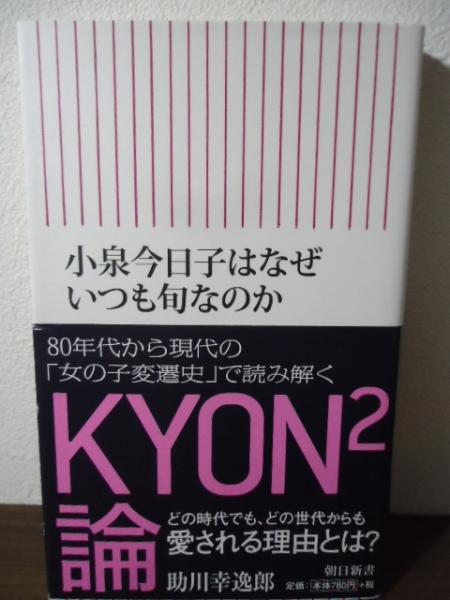 小泉今日子はなぜ
いつも旬なのか
80年代から現代の
「女の子変遷史」で読み解く
KYON²
論
どの時代でも、どの世代からも
愛される理由とは?
朝日新書
助川幸逸郎
定価:本体780円+税